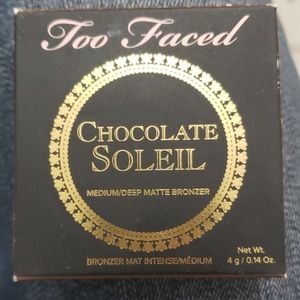 Too Faced
CHOCOLATE
SOLEIL
MEDIUM/DEEP MATTE BRONZER
Net Wt.
4 g / 0.14 Oz.
BRONZER MAT INTENSE/MÉDIUM